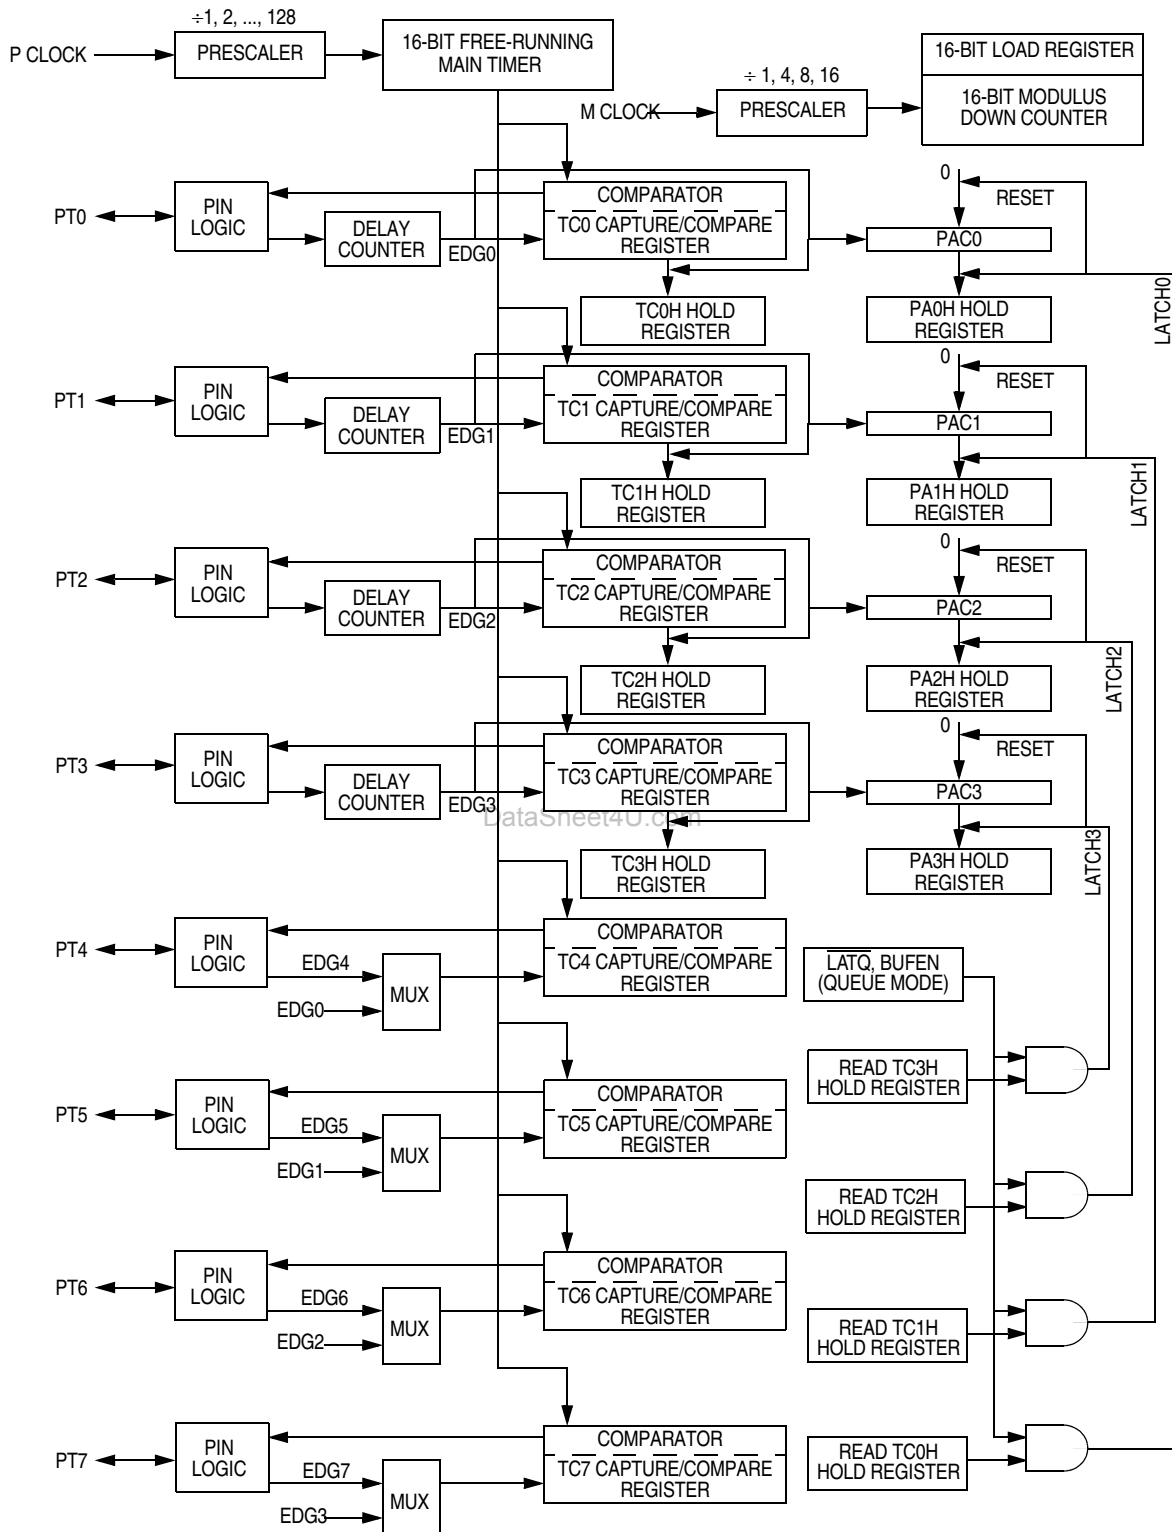 ÷1, 2, ..., 128
P CLOCK
PRESCALER
16-BIT FREE-RUNNING
MAIN TIMER
16-BIT LOAD REGISTER
16-BIT MODULUS
DOWN COUNTER
÷ 1, 4, 8, 16
M CLOCK
PRESCALER
PT0
PIN
LOGIC
DELAY
COUNTER
EDG0
COMPARATOR
TC0 CAPTURE/COMPARE
REGISTER
TC0H HOLD
REGISTER
0
RESET
PAC0
PA0H HOLD
REGISTER
LATCH0
PT1
PIN
LOGIC
DELAY
COUNTER
EDG1
COMPARATOR
TC1 CAPTURE/COMPARE
REGISTER
TC1H HOLD
REGISTER
0
RESET
PAC1
PA1H HOLD
REGISTER
LATCH1
PT2
PIN
LOGIC
DELAY
COUNTER
EDG2
COMPARATOR
TC2 CAPTURE/COMPARE
REGISTER
TC2H HOLD
REGISTER
0
RESET
PAC2
PA2H HOLD
REGISTER
LATCH2
PT3
PIN
LOGIC
DELAY
COUNTER
EDG3
COMPARATOR
TC3 CAPTURE/COMPARE
REGISTER
DataSheet4U.com
TC3H HOLD
REGISTER
0
RESET
PAC3
PA3H HOLD
REGISTER
LATCH3
PT4
PIN
LOGIC
EDG4
EDG0
MUX
COMPARATOR
TC4 CAPTURE/COMPARE
REGISTER
LATQ, BUFEN
(QUEUE MODE)
READ TC3H
HOLD REGISTER
PT5
PIN
LOGIC
EDG5
EDG1
MUX
COMPARATOR
TC5 CAPTURE/COMPARE
REGISTER
READ TC2H
HOLD REGISTER
PT6
PIN
LOGIC
EDG6
EDG2
MUX
COMPARATOR
TC6 CAPTURE/COMPARE
REGISTER
READ TC1H
HOLD REGISTER
PT7
PIN
LOGIC
EDG7
EDG3
MUX
COMPARATOR
TC7 CAPTURE/COMPARE
REGISTER
READ TC0H
HOLD REGISTER